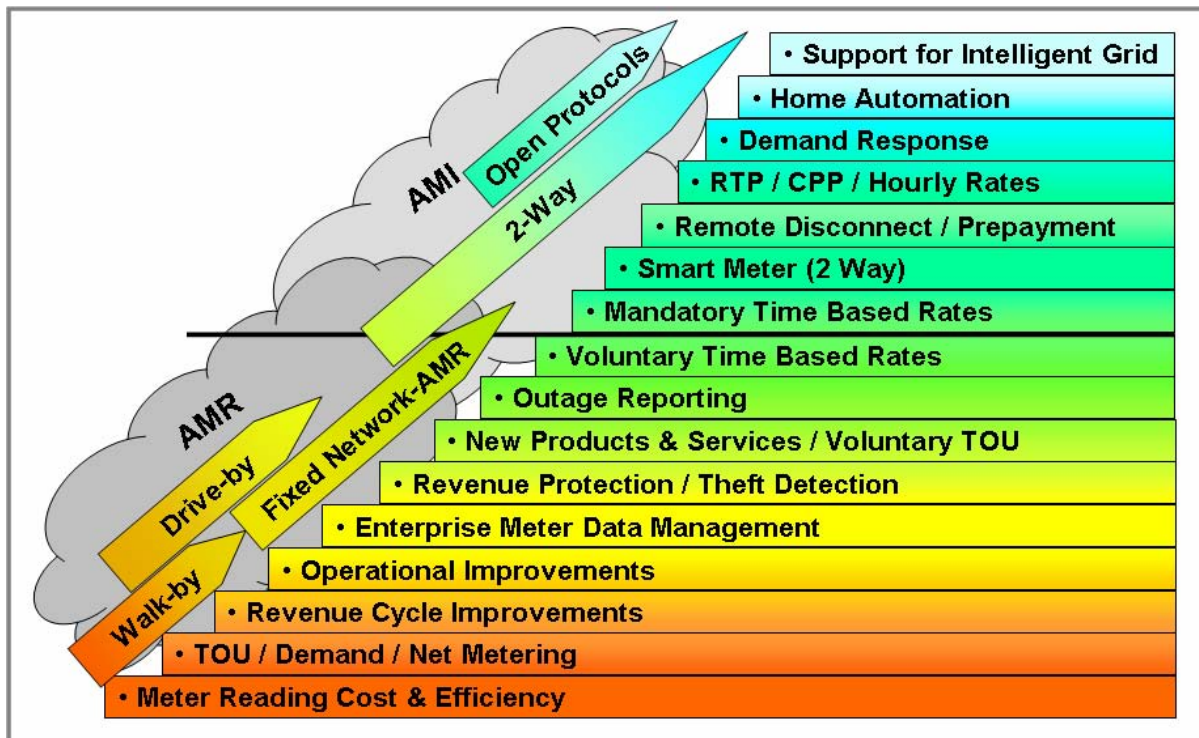 Open Protocols
AMI
2-Way
AMR
Drive-by
Fixed Network-AMR
Walk-by
• Support for Intelligent Grid
• Home Automation
• Demand Response
• RTP / CPP / Hourly Rates
• Remote Disconnect / Prepayment
• Smart Meter (2 Way)
• Mandatory Time Based Rates
• Voluntary Time Based Rates
• Outage Reporting
• New Products & Services / Voluntary TOU
• Revenue Protection / Theft Detection
• Enterprise Meter Data Management
• Operational Improvements
• Revenue Cycle Improvements
• TOU / Demand / Net Metering
• Meter Reading Cost & Efficiency